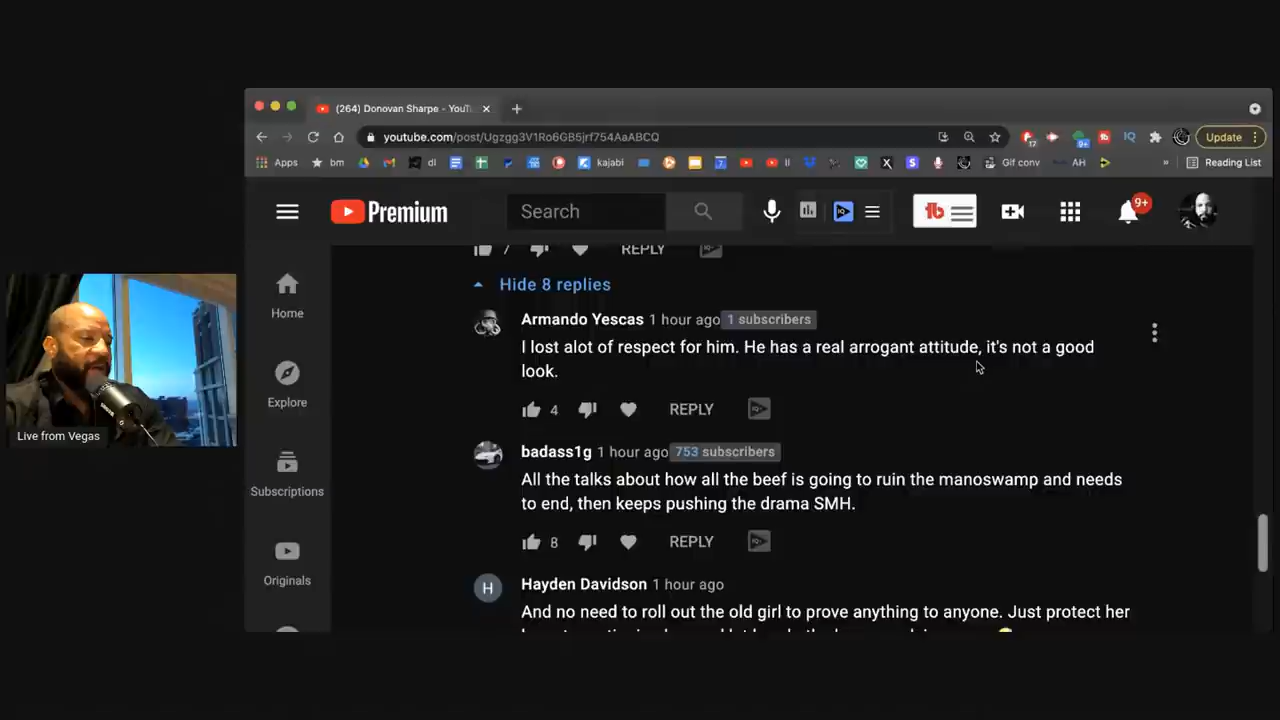 (264) Donovan Sharpe - YouTu
youtube.com/post/Ugzgg3V1Ro6GB5jrf754AaABCQ
Update
Apps
bm
dl
kajabi
II
Gif conv
AH
»
Reading List
Premium
Search
9+
7
REPLY
Hide 8 replies
Home
Armando Yescas 1 hour ago 1 subscribers
I lost alot of respect for him. He has a real arrogant attitude, it's not a good
look.
Explore
4 REPLY
Live from Vegas
badass1g 1 hour ago 753 subscribers
All the talks about how all the beef is going to ruin the manoswamp and needs
to end, then keeps pushing the drama SMH.
Subscriptions
8 REPLY
Originals
H
Hayden Davidson 1 hour ago
And no need to roll out the old girl to prove anything to anyone. Just protect her